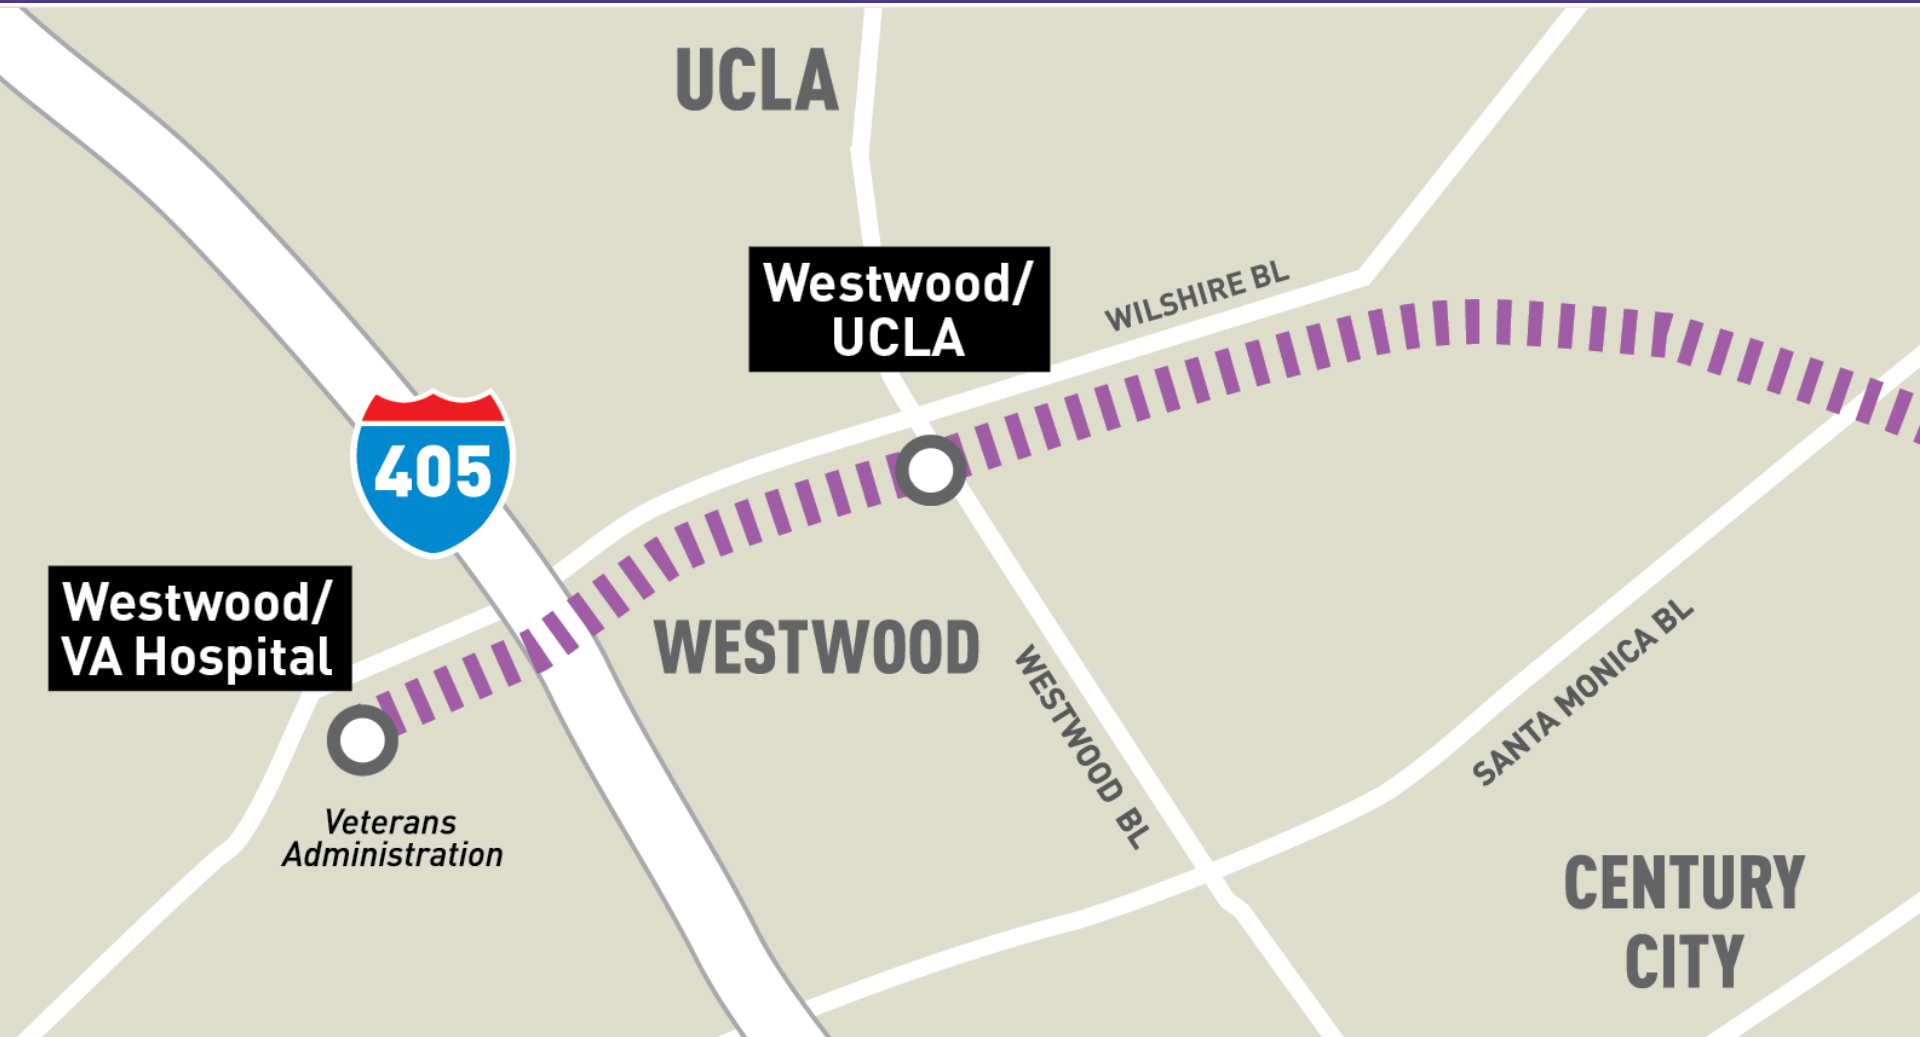 UCLA
Westwood/
UCLA
WILSHIRE BL
405
Westwood/
VA Hospital
WESTWOOD
WESTWOOD BL
SANTA MONICA BL
Veterans
Administration
CENTURY
CITY